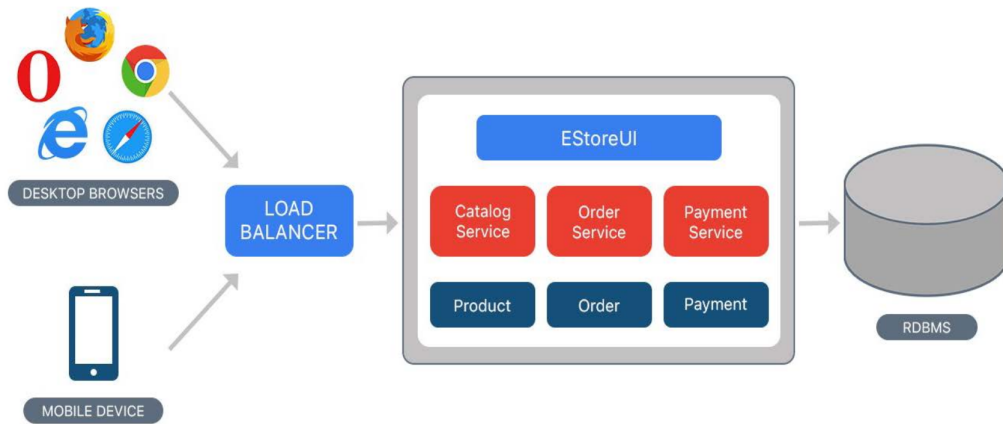 DESKTOP BROWSERS
MOBILE DEVICE
LOAD
BALANCER
EStoreUI
Catalog
Service
Order
Service
Payment
Service
Product
Order
Payment
RDBMS